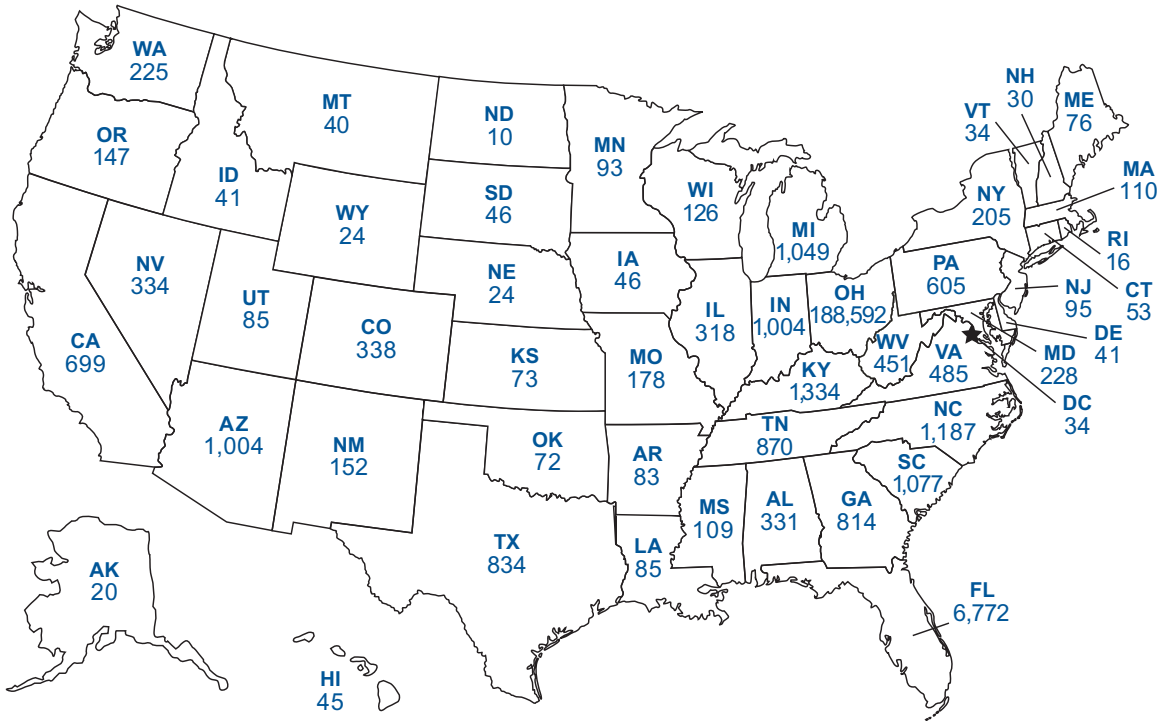 WA
225
OR
147
CA
699
NV
334
ID
41
MT
40
WY
24
UT
85
AZ
1,004
CO
338
NM
152
ND
10
SD
46
NE
24
KS
73
OK
72
TX
834
MN
93
IA
46
MO
178
AR
83
LA
85
WI
126
IL
318
MI
1,049
IN
1,004
OH
188,592
KY
1,334
TN
870
MS
109
AL
331
GA
814
FL
6,772
SC
1,077
NC
1,187
VA
485
WV
451
PA
605
NY
205
VT
34
NH
30
ME
76
MA
110
RI
16
CT
53
NJ
95
DE
41
MD
228
DC
34
AK
20
HI
45